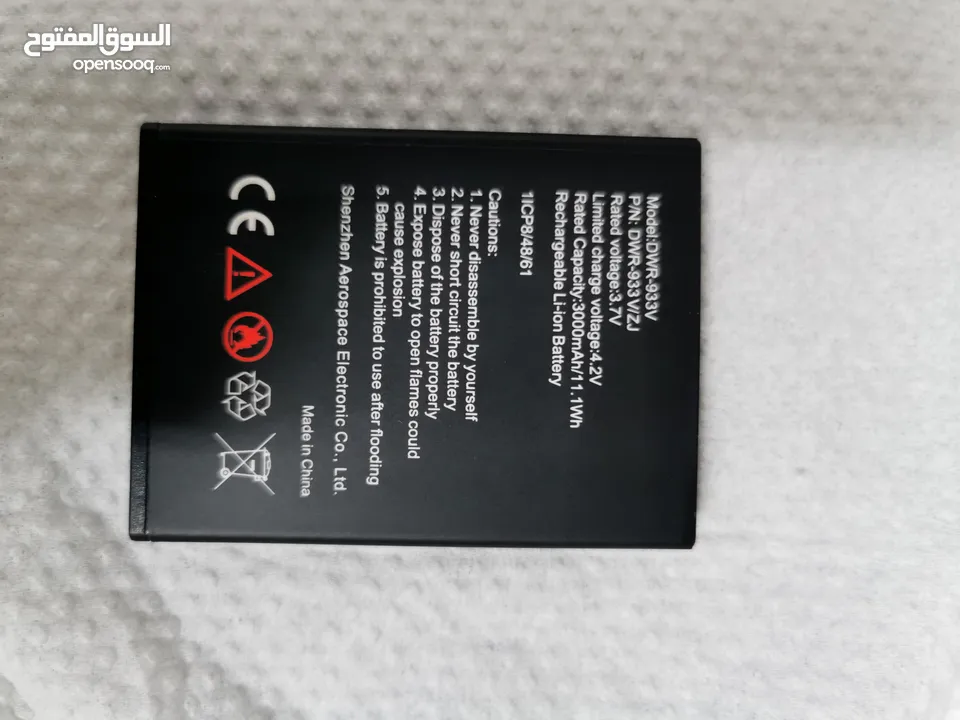 السوق المفتوح
opensooq.com
Model:DWR-933V
P/N: DWR-933V/ZJ
Rated voltage:3.7V
Limited charge voltage:4.2V
Rated Capacity:3000mAh/11.1Wh
Rechargeable Li-ion Battery
1ICP8/48/61
Cautions:
1. Never disassemble by yourself
2. Never short circuit the battery
3. Dispose of the battery properly
4. Expose battery to open flames could
cause explosion
5. Battery is prohibited to use after flooding
Shenzhen Aerospace Electronic Co., Ltd.
Made in China
CE